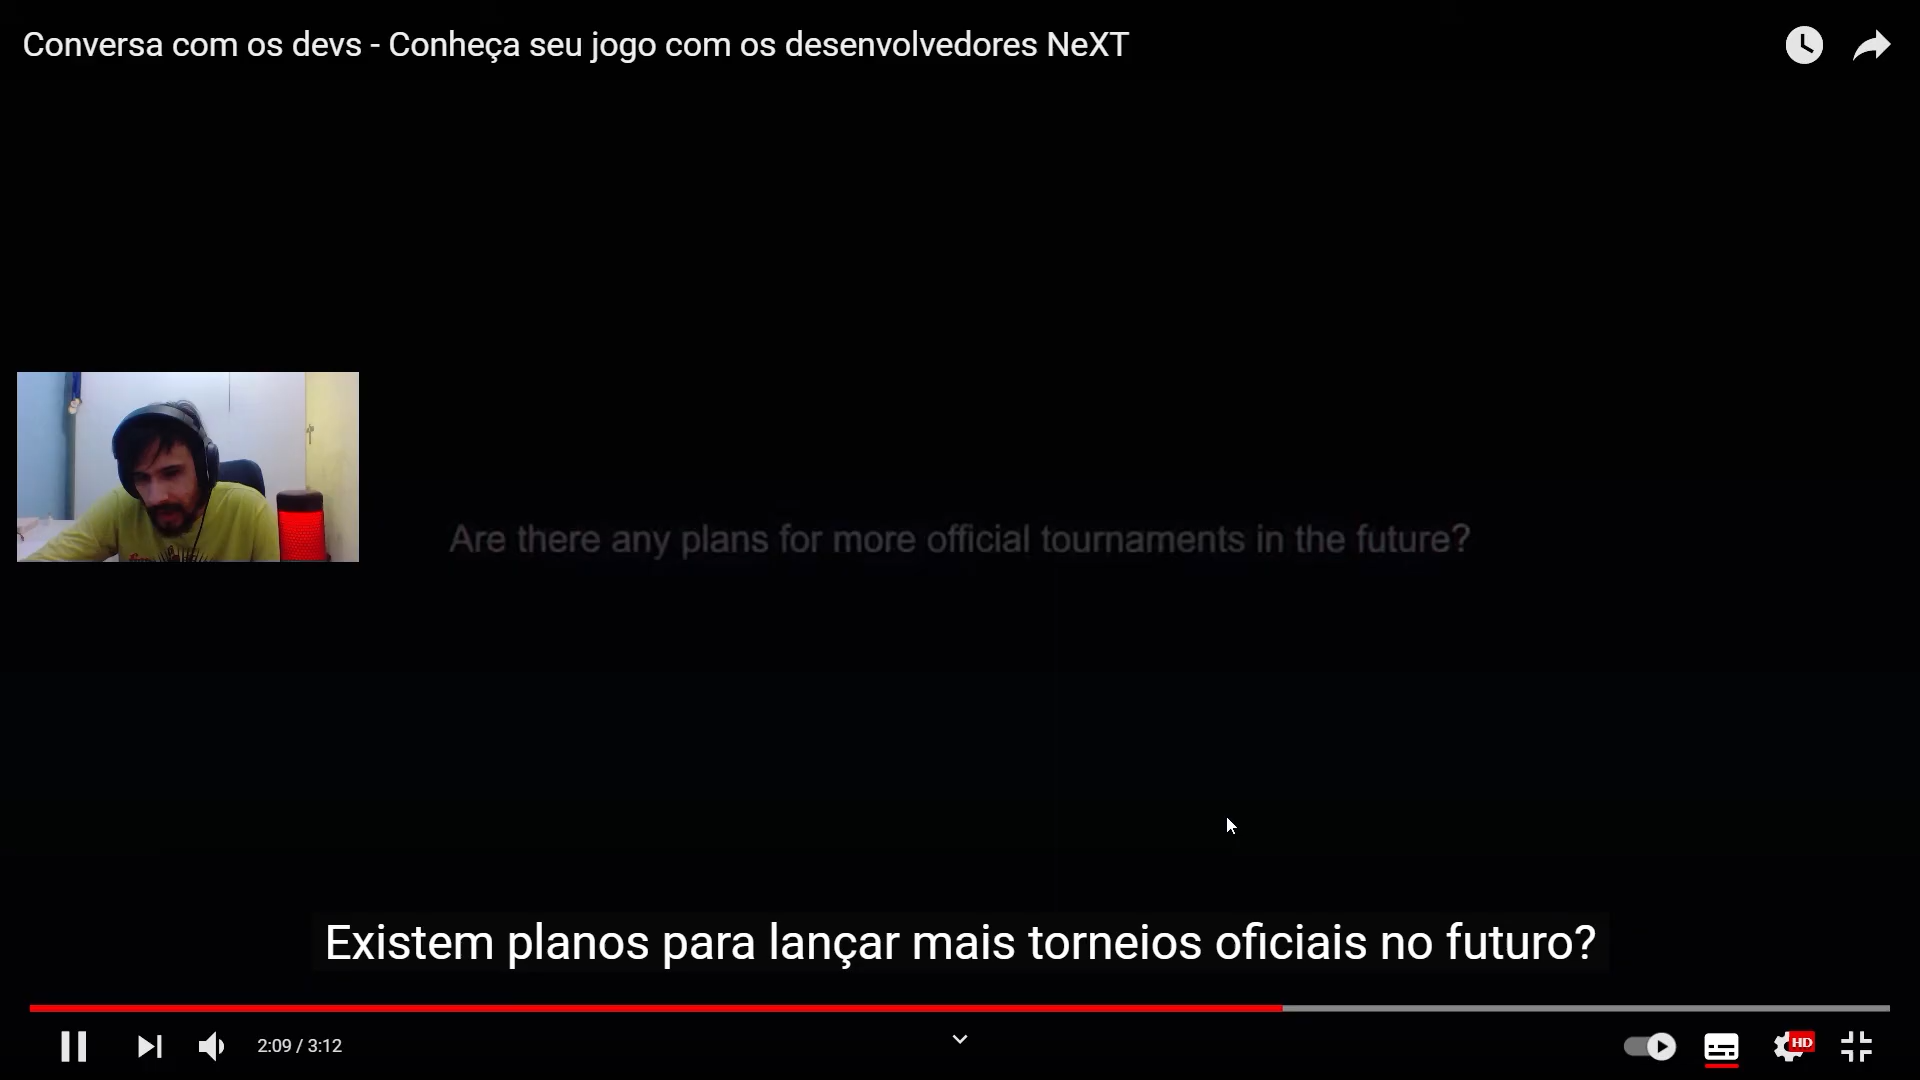 Conversa com os devs - Conheça seu jogo com os desenvolvedores NeXT
Are there any plans for more official tournaments in the future?
Existem planos para lançar mais torneios oficiais no futuro?
2:09 / 3:12
HD